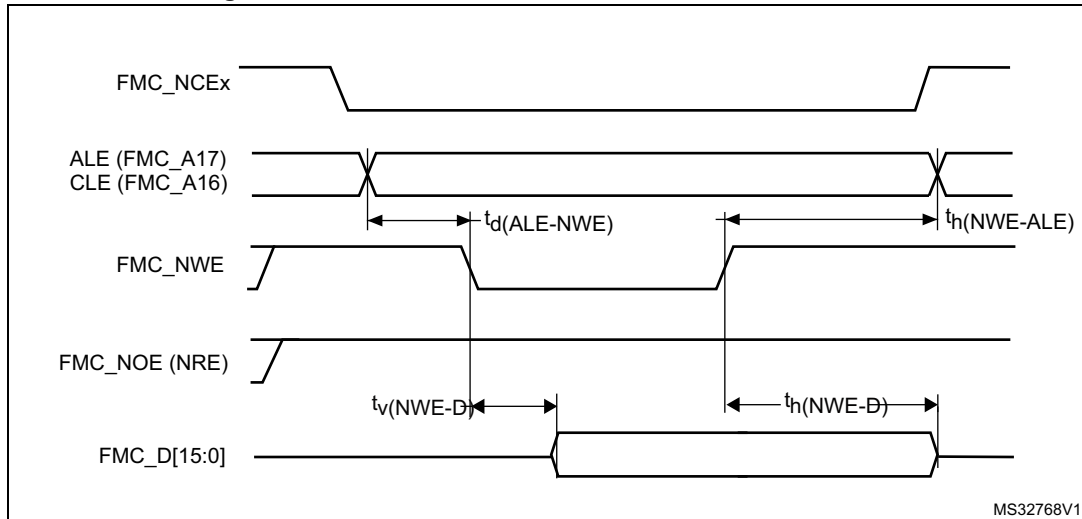 FMC_NCEx
ALE (FMC_A17)
CLE (FMC_A16)
td(ALE-NWE)
th(NWE-ALE)
FMC_NWE
FMC_NOE (NRE)
tv(NWE-D)
th(NWE-D)
FMC_D[15:0]
MS32768V1